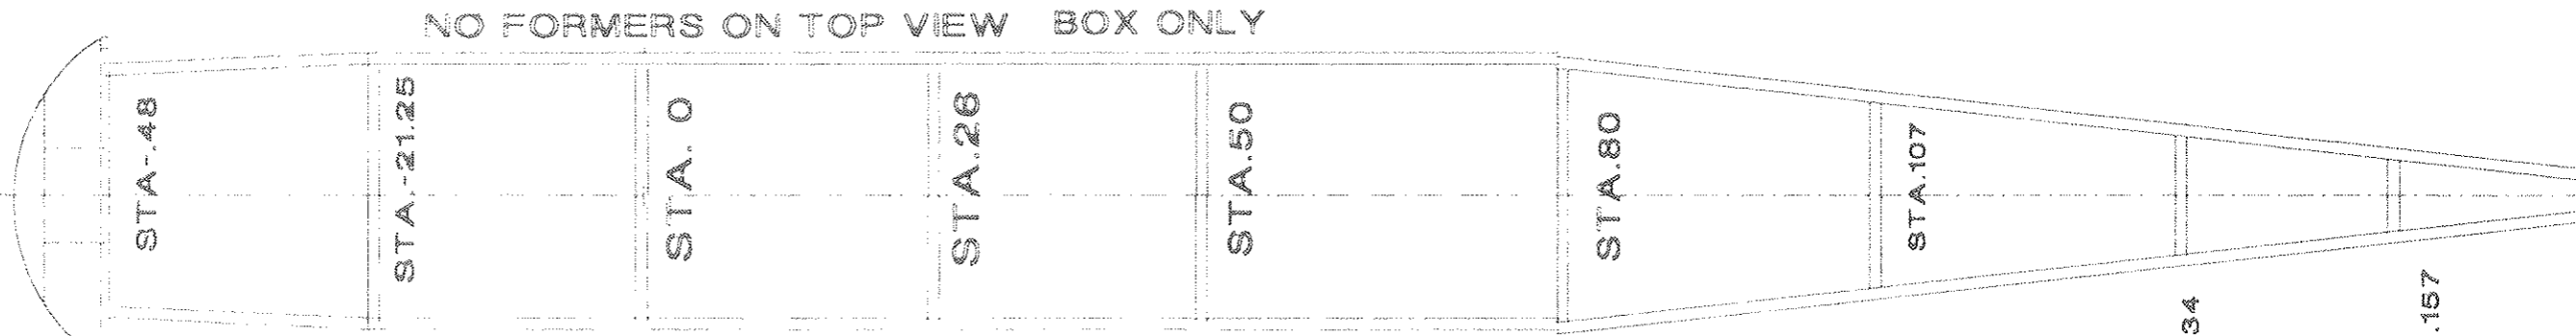 NO FORMERS ON TOP VIEW BOX ONLY
STA-.48
STA-21.25
STA. 0
STA.26
STA.50
STA.80
STA.107
34
.157